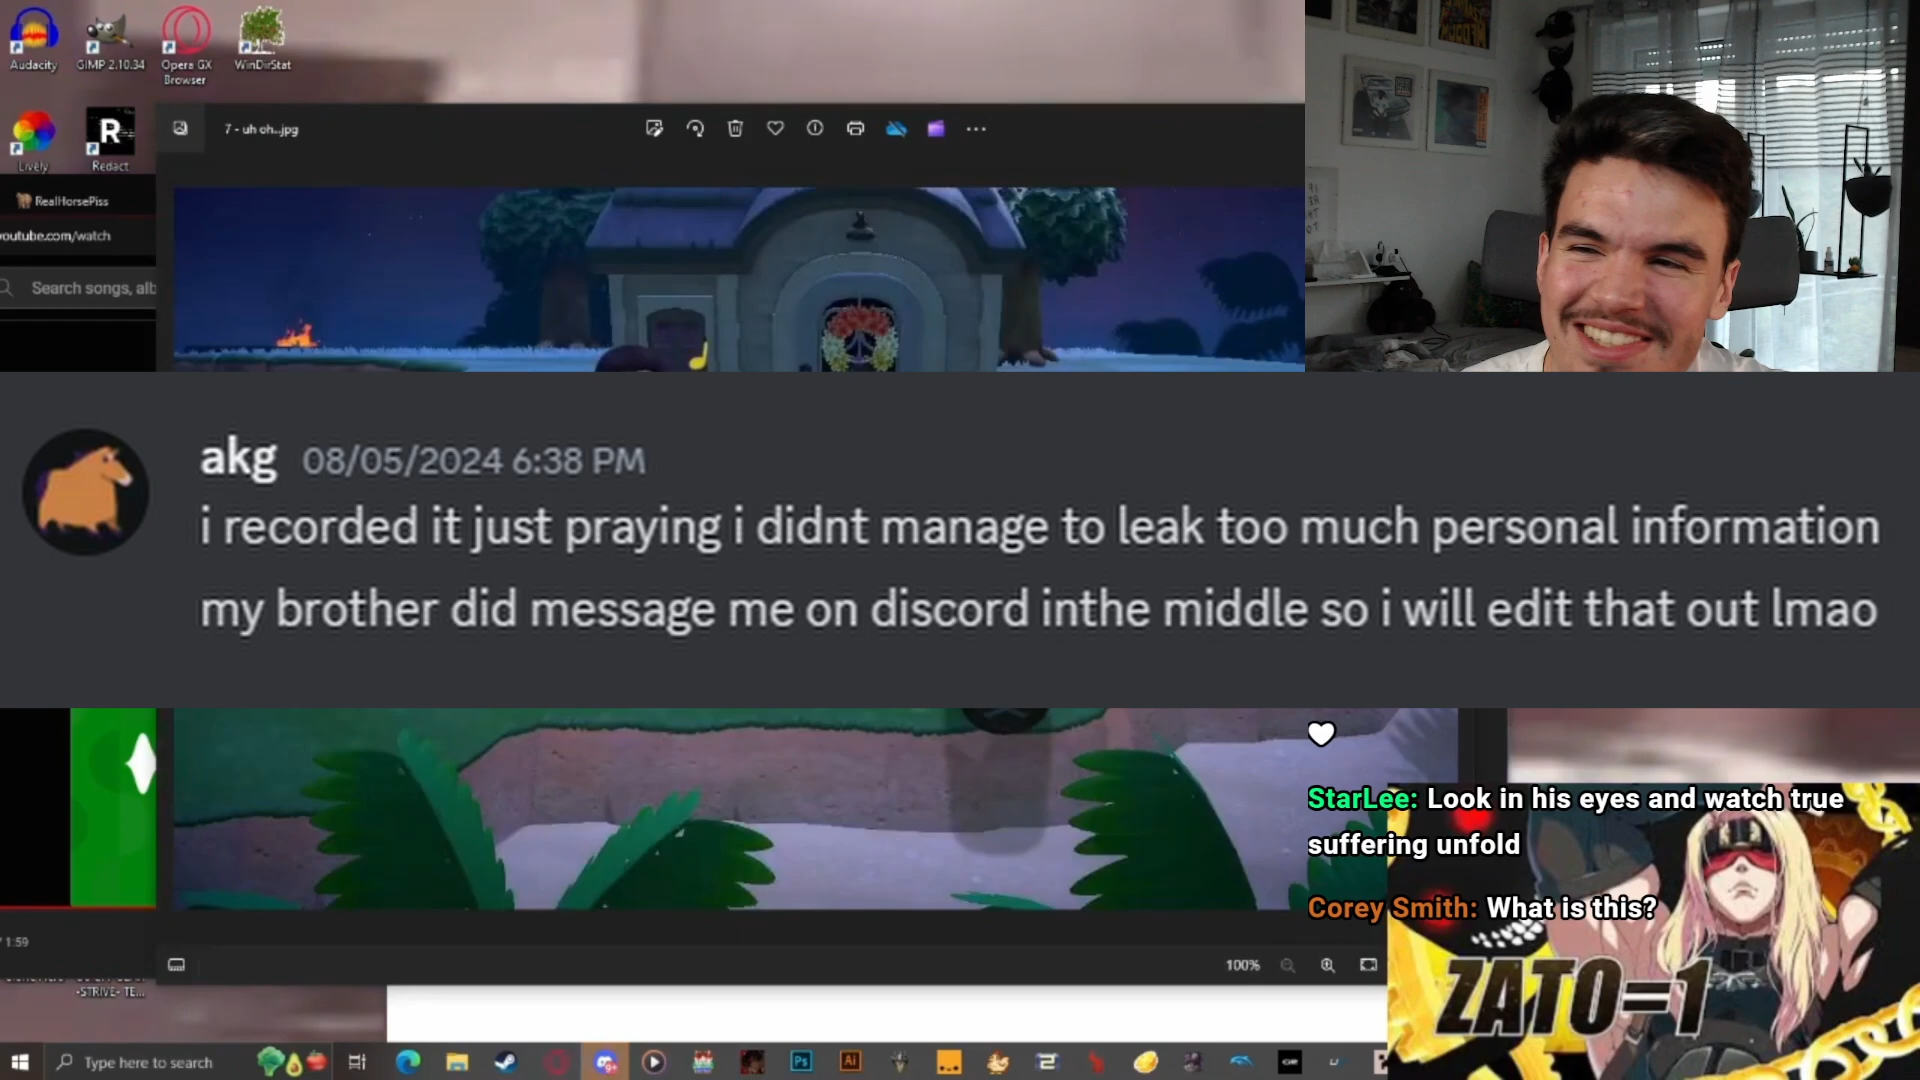 Audacity
GIMP 2.10.34
Opera GX
Browser
WinDirStat
Lively
Redact
7 - uh oh...jpg
RealHorsePiss
youtube.com/watch
Search songs, alb
akg 08/05/2024 6:38 PM
i recorded it just praying i didnt manage to leak too much personal information
my brother did message me on discord inthe middle so i will edit that out lmao
StarLee: Look in his eyes and watch true
suffering unfold
Corey Smith: What is this?
ZATO=1
/ 1:59
-STRIVE- TE...
100%
Type here to search
Ps
Ai